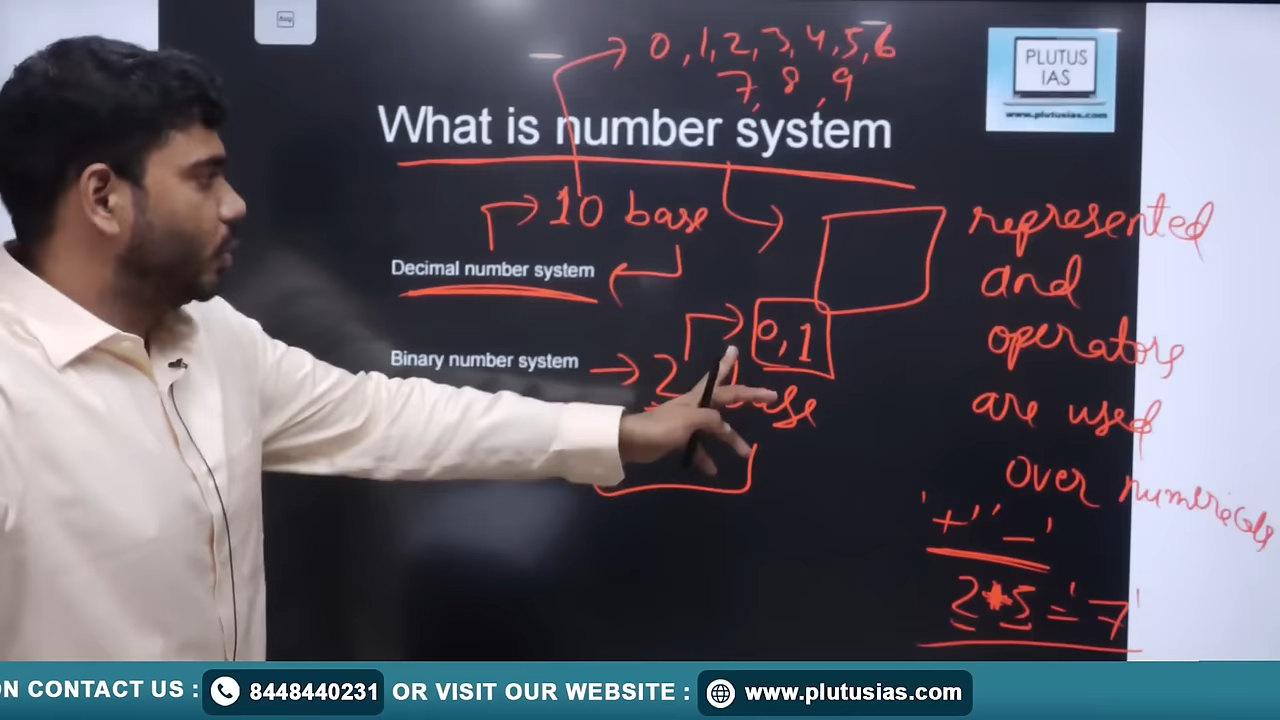 0, 1, 2, 3, 4, 5, 6
7, 8, 9
PLUTUS
IAS
www.plutusias.com
What is number system
10 base
Decimal number system
0, 1
Binary number system → 2 base
represented
and
operators
are used
over numericals
'+' '-'
2*5 = '7'
ON CONTACT US : 8448440231 OR VISIT OUR WEBSITE : www.plutusias.com